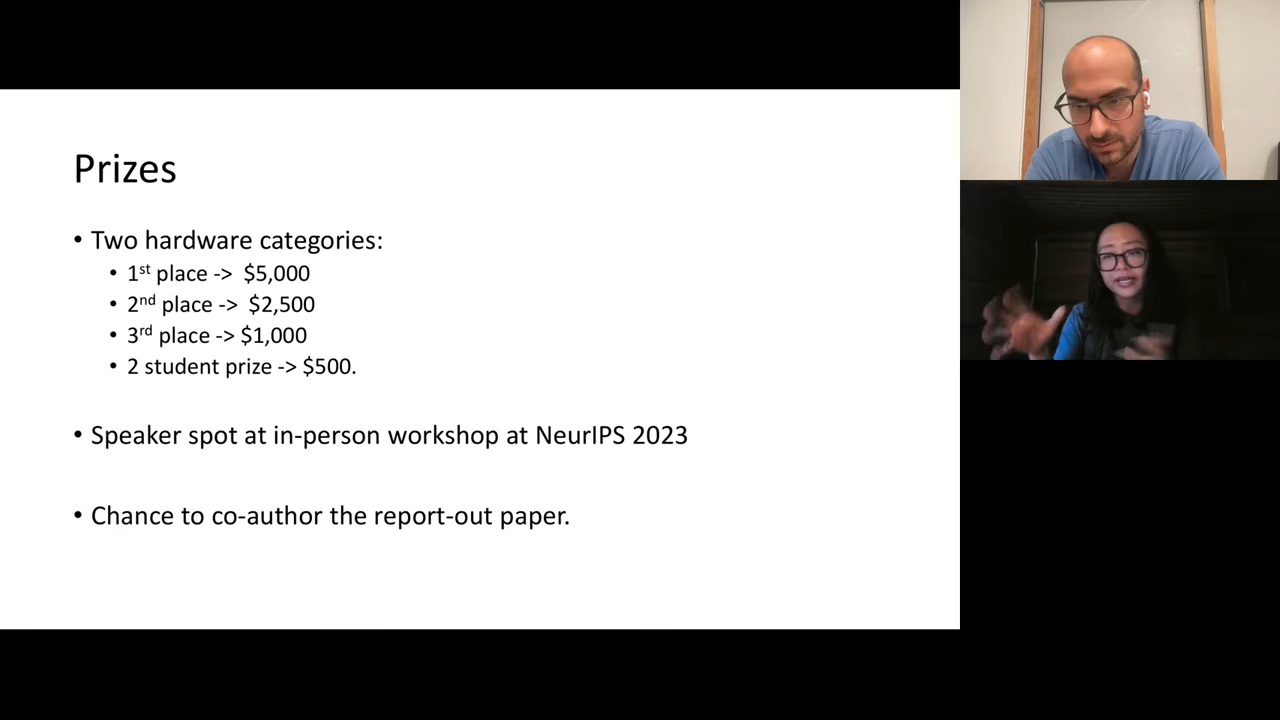 Prizes
• Two hardware categories:
• 1st place -> $5,000
• 2nd place -> $2,500
• 3rd place -> $1,000
• 2 student prize -> $500.
• Speaker spot at in-person workshop at NeurIPS 2023
• Chance to co-author the report-out paper.